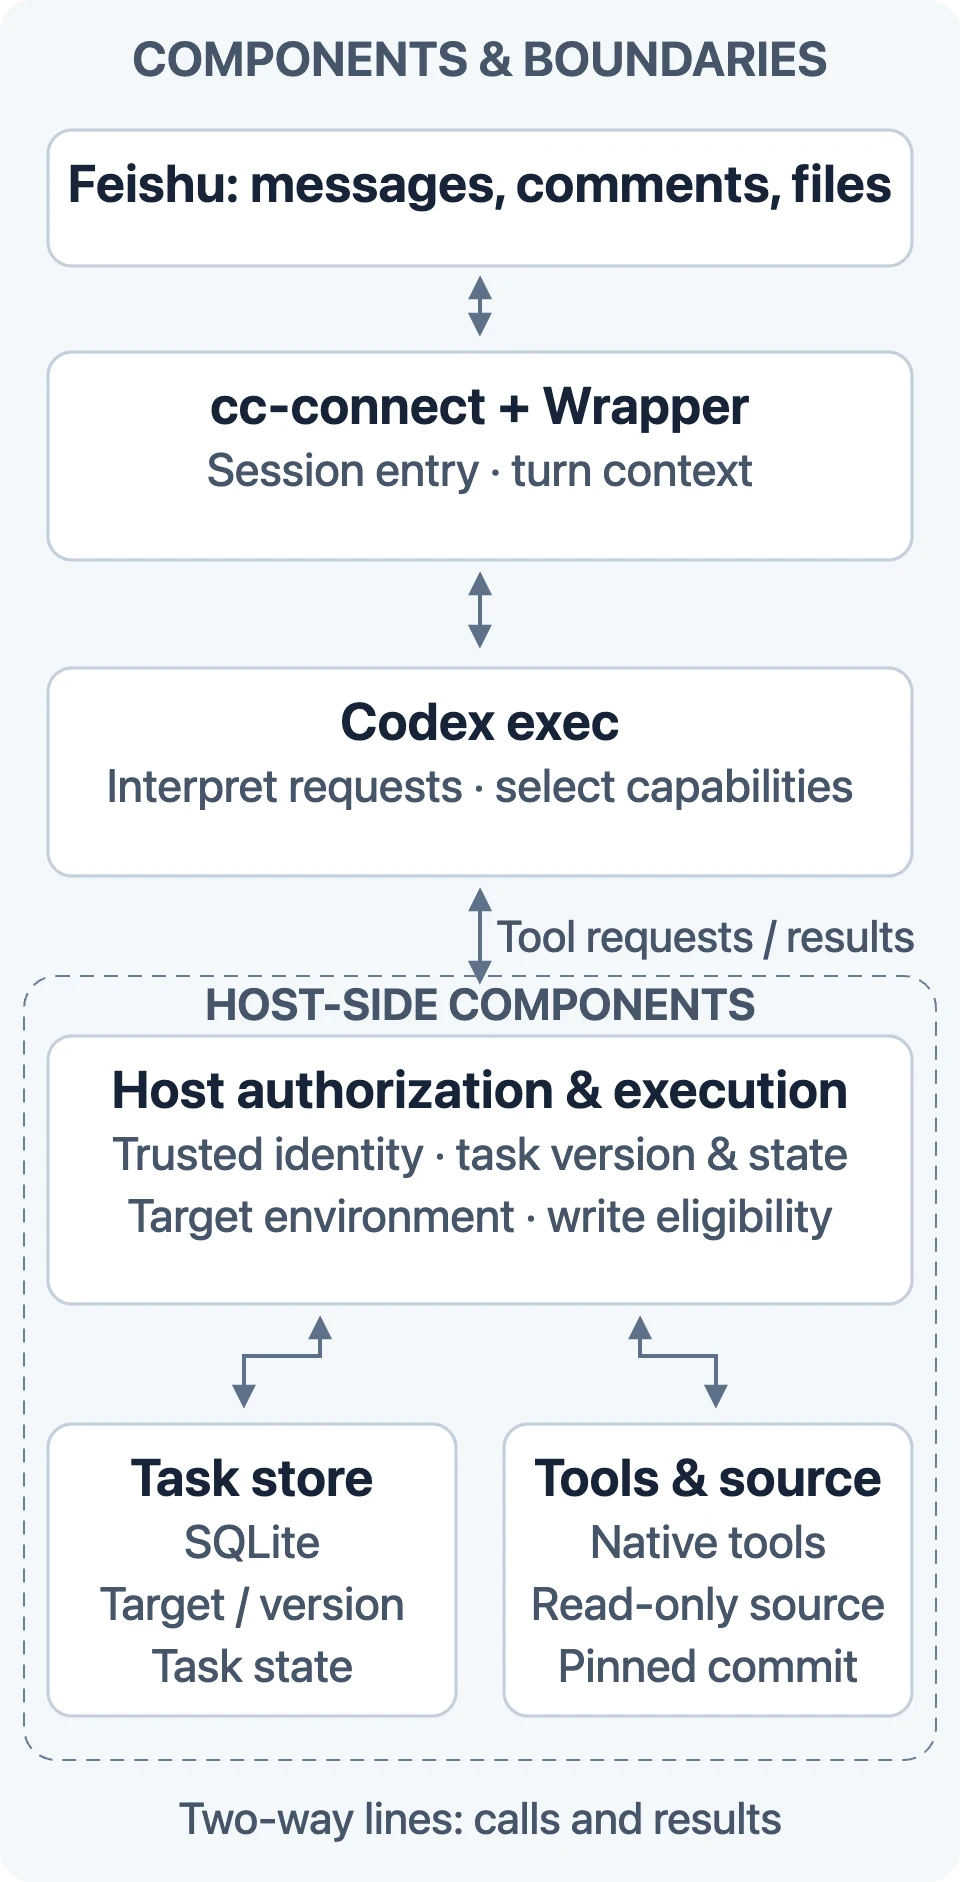 COMPONENTS & BOUNDARIES
Feishu: messages, comments, files
cc-connect + Wrapper
Session entry · turn context
Codex exec
Interpret requests · select capabilities
Tool requests / results
HOST-SIDE COMPONENTS
Host authorization & execution
Trusted identity · task version & state
Target environment · write eligibility
Task store
SQLite
Target / version
Task state
Tools & source
Native tools
Read-only source
Pinned commit
Two-way lines: calls and results